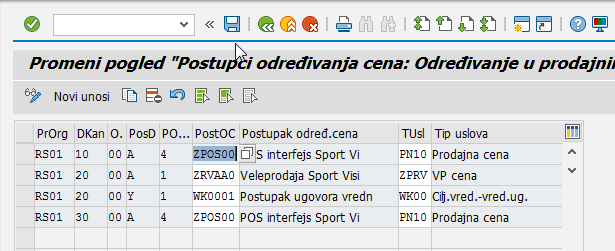 Promeni pogled "Postupci određivanja cena: Određivanje u prodajnim
Novi unosi
PrOrg DKan O. PosD PO... PostOC Postupak određ.cena TUsl Tip uslova
RS01 10 00 A 4 ZPOS00 S interfejs Sport Vi PN10 Prodajna cena
RS01 20 00 A 1 ZRVAA0 Veleprodaja Sport Visi ZPRV VP cena
RS01 20 00 Y 1 WK0001 Postupak ugovora vredn WK00 Cilj.vred.-vred.ug.
RS01 30 00 A 4 ZPOS00 POS interfejs Sport Vi PN10 Prodajna cena